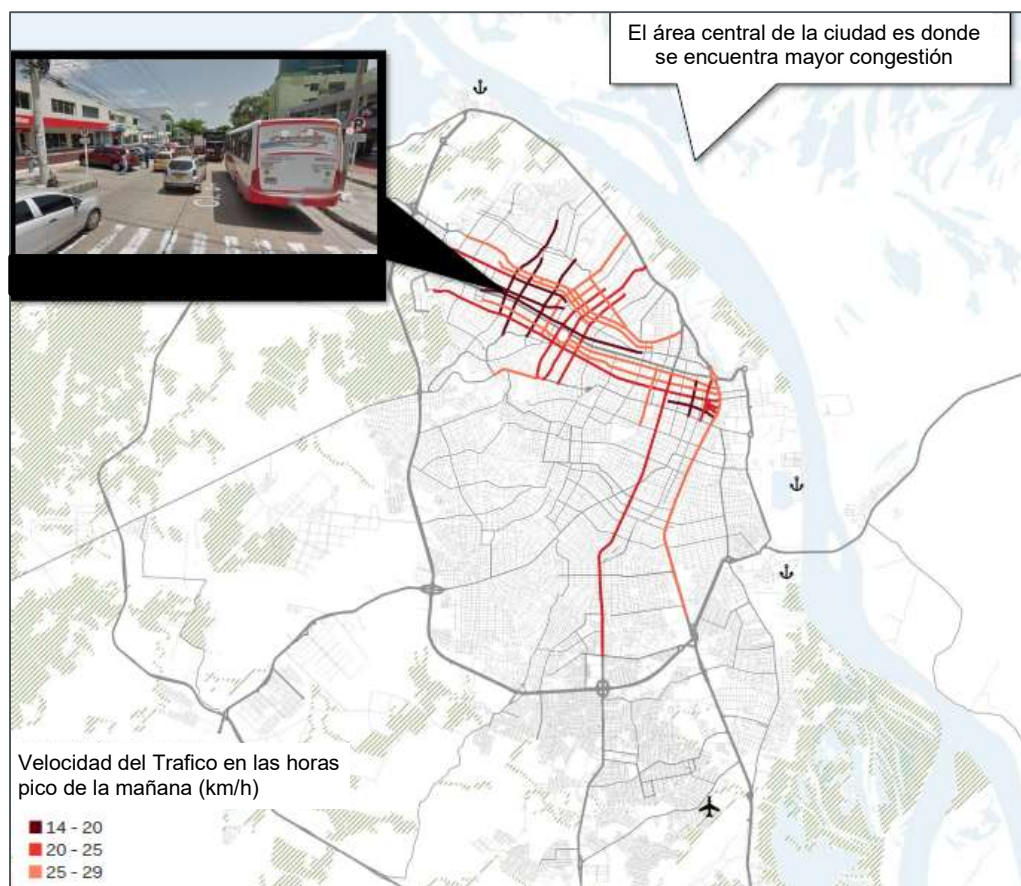 El área central de la ciudad es donde
se encuentra mayor congestión
Velocidad del Trafico en las horas
pico de la mañana (km/h)
14 - 20
20 - 25
25 - 29